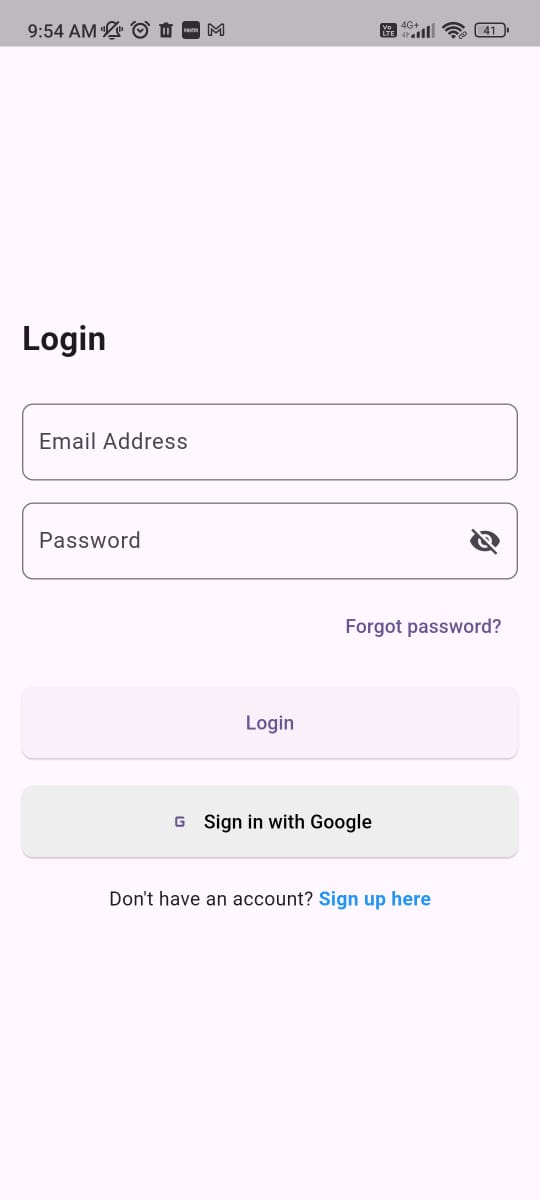 9:54 AM
Vo LTE 4G+ 41
Login
Email Address
Password
Forgot password?
Login
G Sign in with Google
Don't have an account? Sign up here